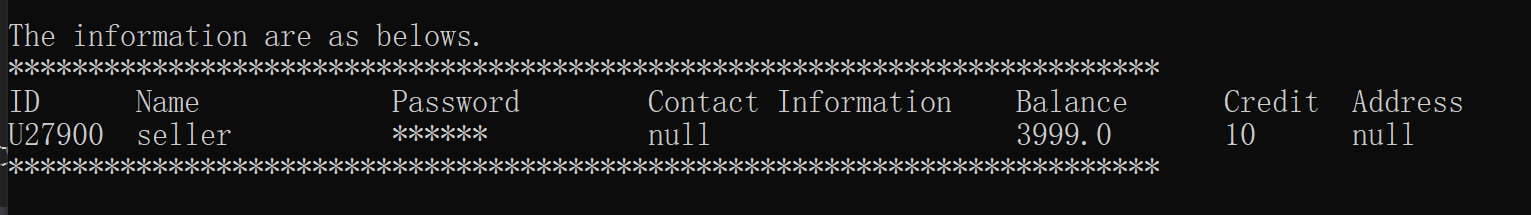 The information are as belows.
************************************************************************
ID Name Password Contact Information Balance Credit Address
U27900 seller ****** null 3999.0 10 null
************************************************************************